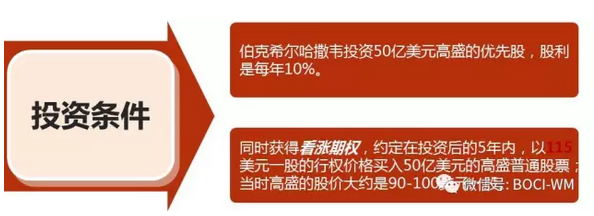 伯克希尔哈撒韦投资50亿美元高盛的优先股，股利
是每年10%。
投资条件
同时获得看涨期权，约定在投资后的5年内，以115
美元一股的行权价格买入50亿美元的高盛普通股票；
当时高盛的股价大约是90-100
微信号: BOCI-WM